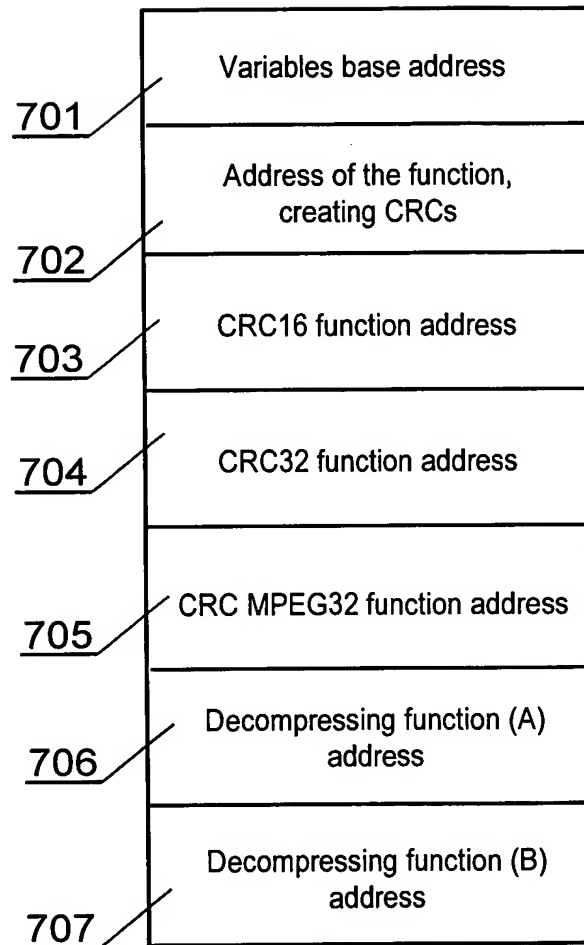 Variables base address
701
Address of the function,
creating CRCs
702
CRC16 function address
703
CRC32 function address
704
CRC MPEG32 function address
705
Decompressing function (A)
address
706
Decompressing function (B)
address
707